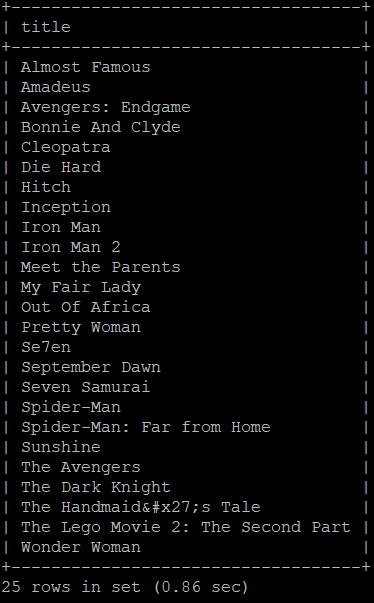 +-----------------------------------+
| title                             |
+-----------------------------------+
| Almost Famous                     |
| Amadeus                           |
| Avengers: Endgame                 |
| Bonnie And Clyde                  |
| Cleopatra                         |
| Die Hard                          |
| Hitch                             |
| Inception                         |
| Iron Man                          |
| Iron Man 2                        |
| Meet the Parents                  |
| My Fair Lady                      |
| Out Of Africa                     |
| Pretty Woman                      |
| Se7en                             |
| September Dawn                    |
| Seven Samurai                     |
| Spider-Man                        |
| Spider-Man: Far from Home         |
| Sunshine                          |
| The Avengers                      |
| The Dark Knight                   |
| The Handmaid&#x27;s Tale          |
| The Lego Movie 2: The Second Part |
| Wonder Woman                      |
+-----------------------------------+
25 rows in set (0.86 sec)